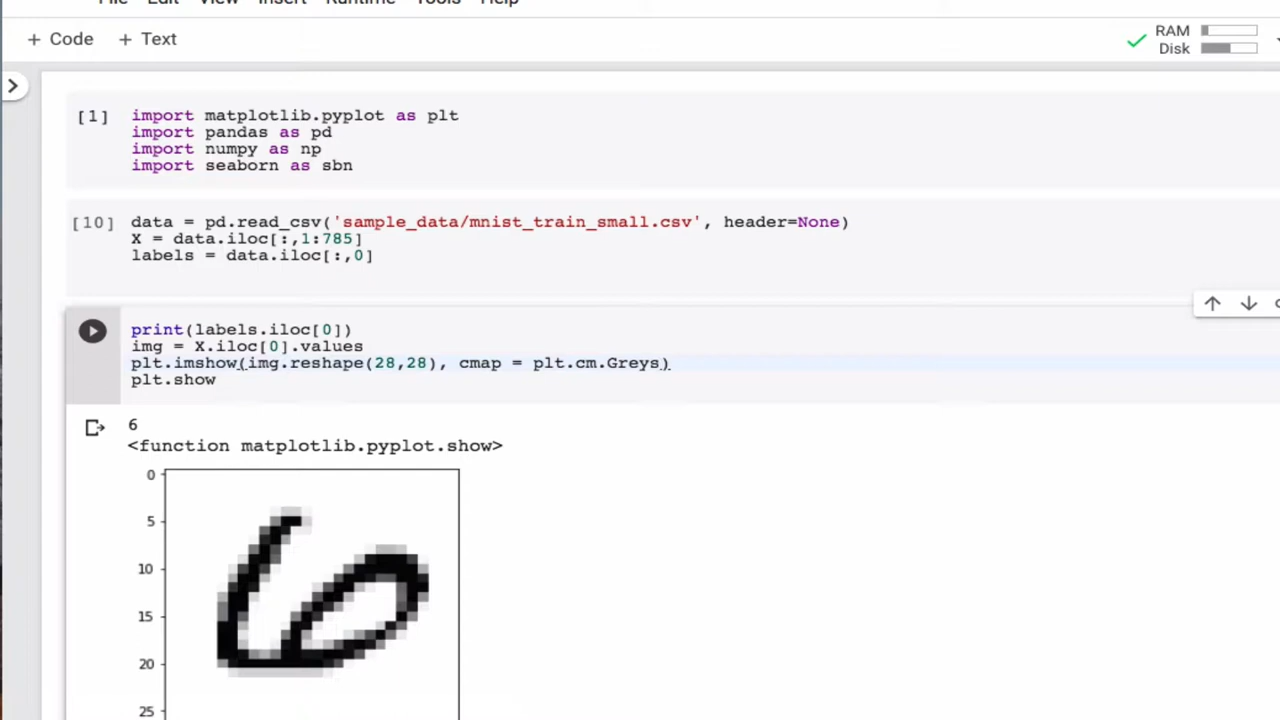 File Edit View Insert Runtime Tools Help
+ Code + Text
RAM
Disk
[1] import matplotlib.pyplot as plt
import pandas as pd
import numpy as np
import seaborn as sbn
[10] data = pd.read_csv('sample_data/mnist_train_small.csv', header=None)
X = data.iloc[:,1:785]
labels = data.iloc[:,0]
print(labels.iloc[0])
img = X.iloc[0].values
plt.imshow(img.reshape(28,28), cmap = plt.cm.Greys)
plt.show
6
<function matplotlib.pyplot.show>
0
5
10
15
20
25